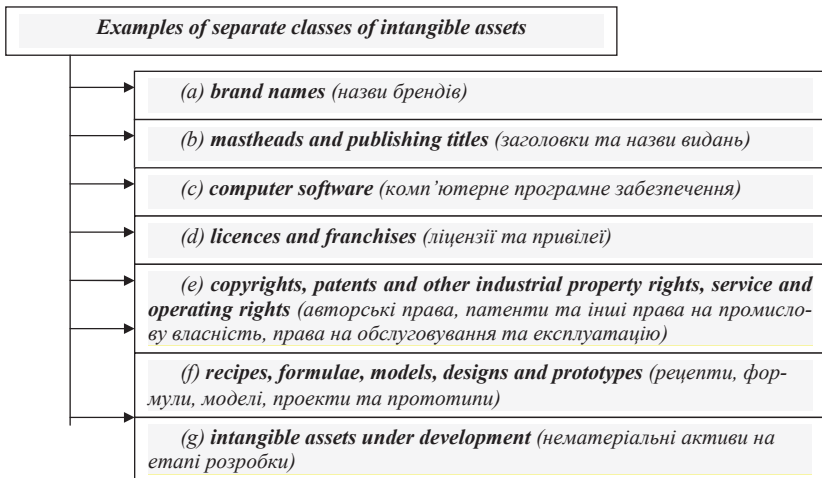 Examples of separate classes of intangible assets
(a) brand names (назви брендів)
(b) mastheads and publishing titles (заголовки та назви видань)
(c) computer software (комп’ютерне програмне забезпечення)
(d) licences and franchises (ліцензії та привілеї)
(e) copyrights, patents and other industrial property rights, service and
operating rights (авторські права, патенти та інші права на промисло-
ву власність, права на обслуговування та експлуатацію)
(f) recipes, formulae, models, designs and prototypes (рецепти, фор-
мули, моделі, проекти та прототипи)
(g) intangible assets under development (нематеріальні активи на
етапі розробки)